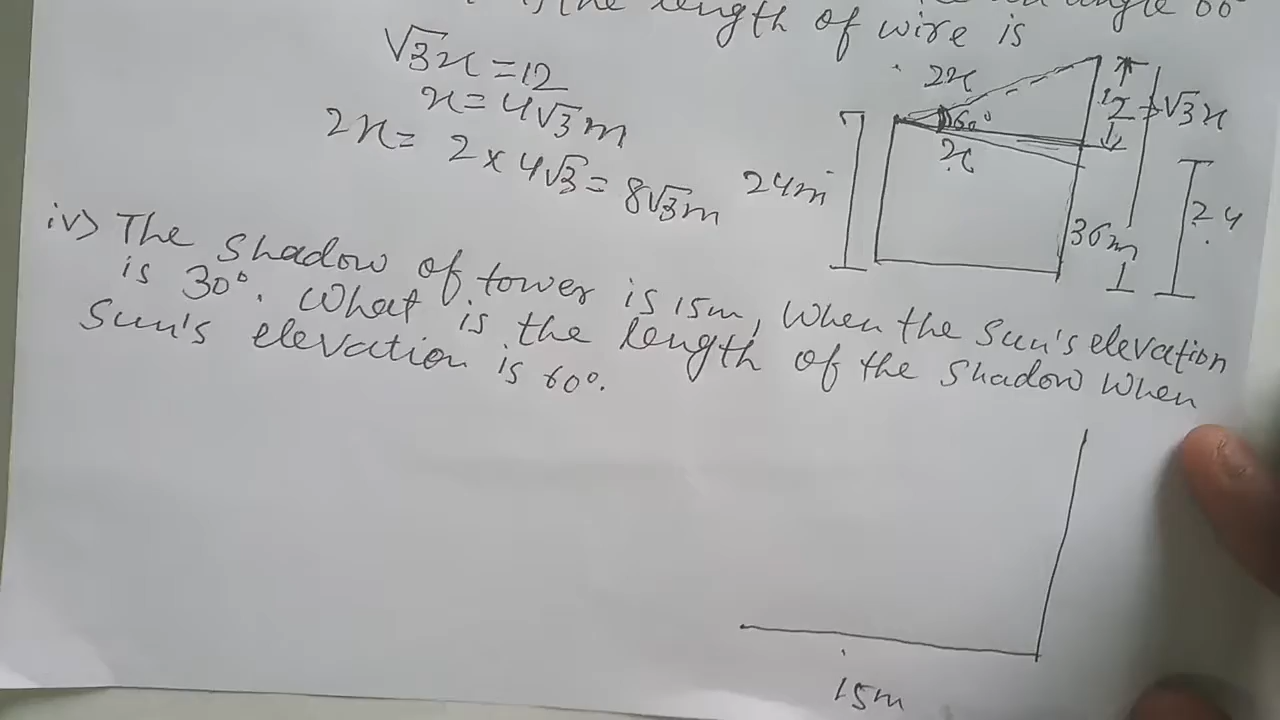 the length of wire is
√3x = 12
x = 4√3m
2x = 2 × 4√3 = 8√3m
2x
60°
x
12
√3x
24m
36m
24
iv) The shadow of tower is 15m, when the sun's elevation
is 30°. What is the length of the shadow when
Sun's elevation is 60°.
15m